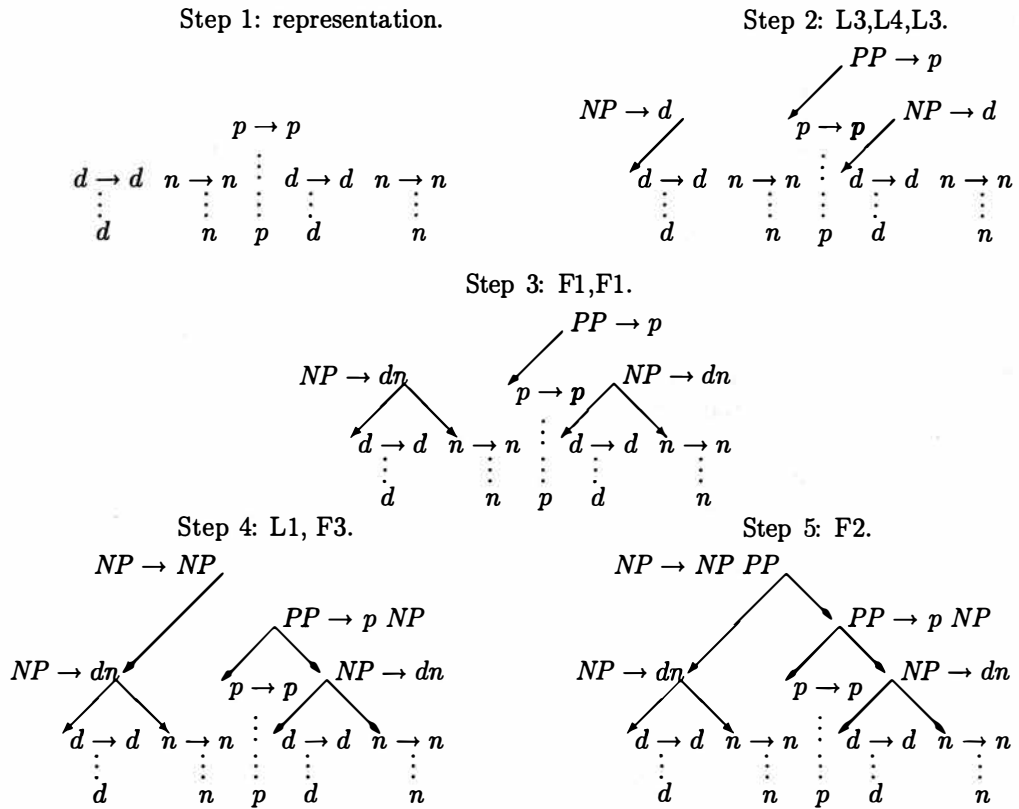 Step 1: representation.
p → p
d → d n → n d → d n → n
d n p d n
Step 2: L3,L4,L3.
PP → p
NP → d p → p NP → d
d → d n → n d → d n → n
d n p d n
Step 3: F1,F1.
PP → p
NP → dn p → p NP → dn
d → d n → n d → d n → n
d n p d n
Step 4: L1, F3.
NP → NP
PP → p NP
NP → dn p → p NP → dn
d → d n → n d → d n → n
d n p d n
Step 5: F2.
NP → NP PP
PP → p NP
NP → dn p → p NP → dn
d → d n → n d → d n → n
d n p d n